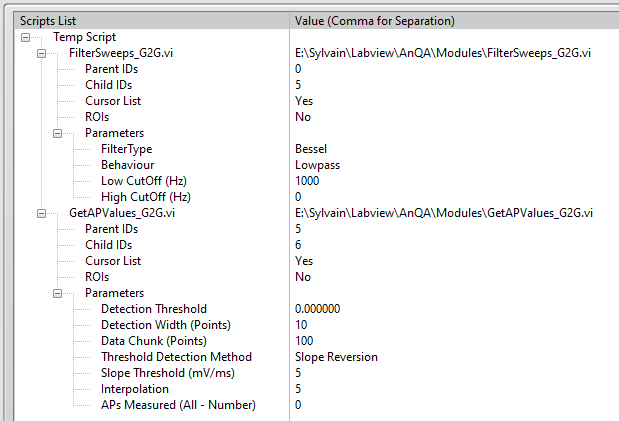 Scripts List Value (Comma for Separation)
Temp Script
FilterSweeps_G2G.vi E:\Sylvain\Labview\AnQA\Modules\FilterSweeps_G2G.vi
Parent IDs 0
Child IDs 5
Cursor List Yes
ROIs No
Parameters
FilterType Bessel
Behaviour Lowpass
Low CutOff (Hz) 1000
High CutOff (Hz) 0
GetAPValues_G2G.vi E:\Sylvain\Labview\AnQA\Modules\GetAPValues_G2G.vi
Parent IDs 5
Child IDs 6
Cursor List Yes
ROIs No
Parameters
Detection Threshold 0.000000
Detection Width (Points) 10
Data Chunk (Points) 100
Threshold Detection Method Slope Reversion
Slope Threshold (mV/ms) 5
Interpolation 5
APs Measured (All - Number) 0